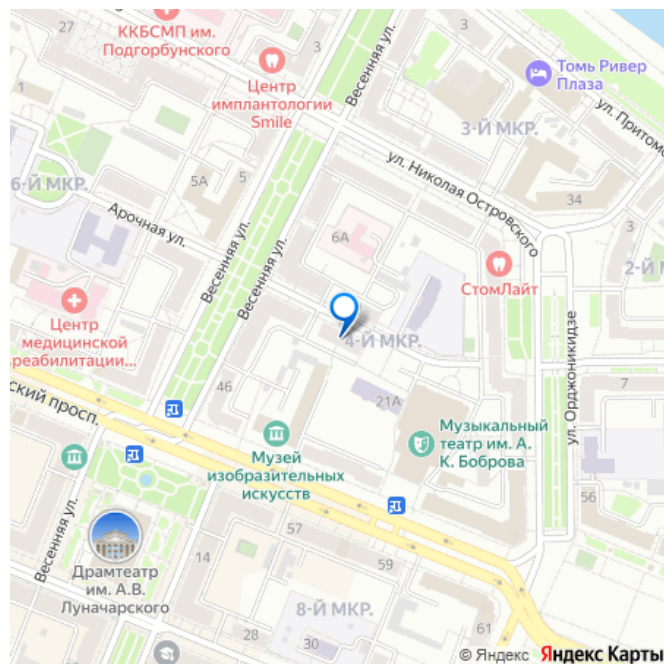 ККБСМП им.
Подгорбунского
3
27
Центр
имплантологии
Smile
Весенняя ул.
3
Томь Ривер
Плаза
ул. Притомс
3-Й МКР.
1
5А
5
6-Й МКР.
ул. Николая Островского
34
Арочная ул.
6А
3
Весенняя ул.
Весенняя ул.
СтомЛайт
2-Й М
Центр
медицинской
реабилитации...
4-Й МКР.
ул. Орджоникидзе
7
46
21А
ский просп.
Музыкальный
театр им. А.
К. Боброва
Музей
изобразительных
искусств
56
Весенняя ул.
57
14
59
Драмтеатр
им. А.В.
Луначарского
8-Й МКР.
28
30
61
© Яндекс Яндекс Карты